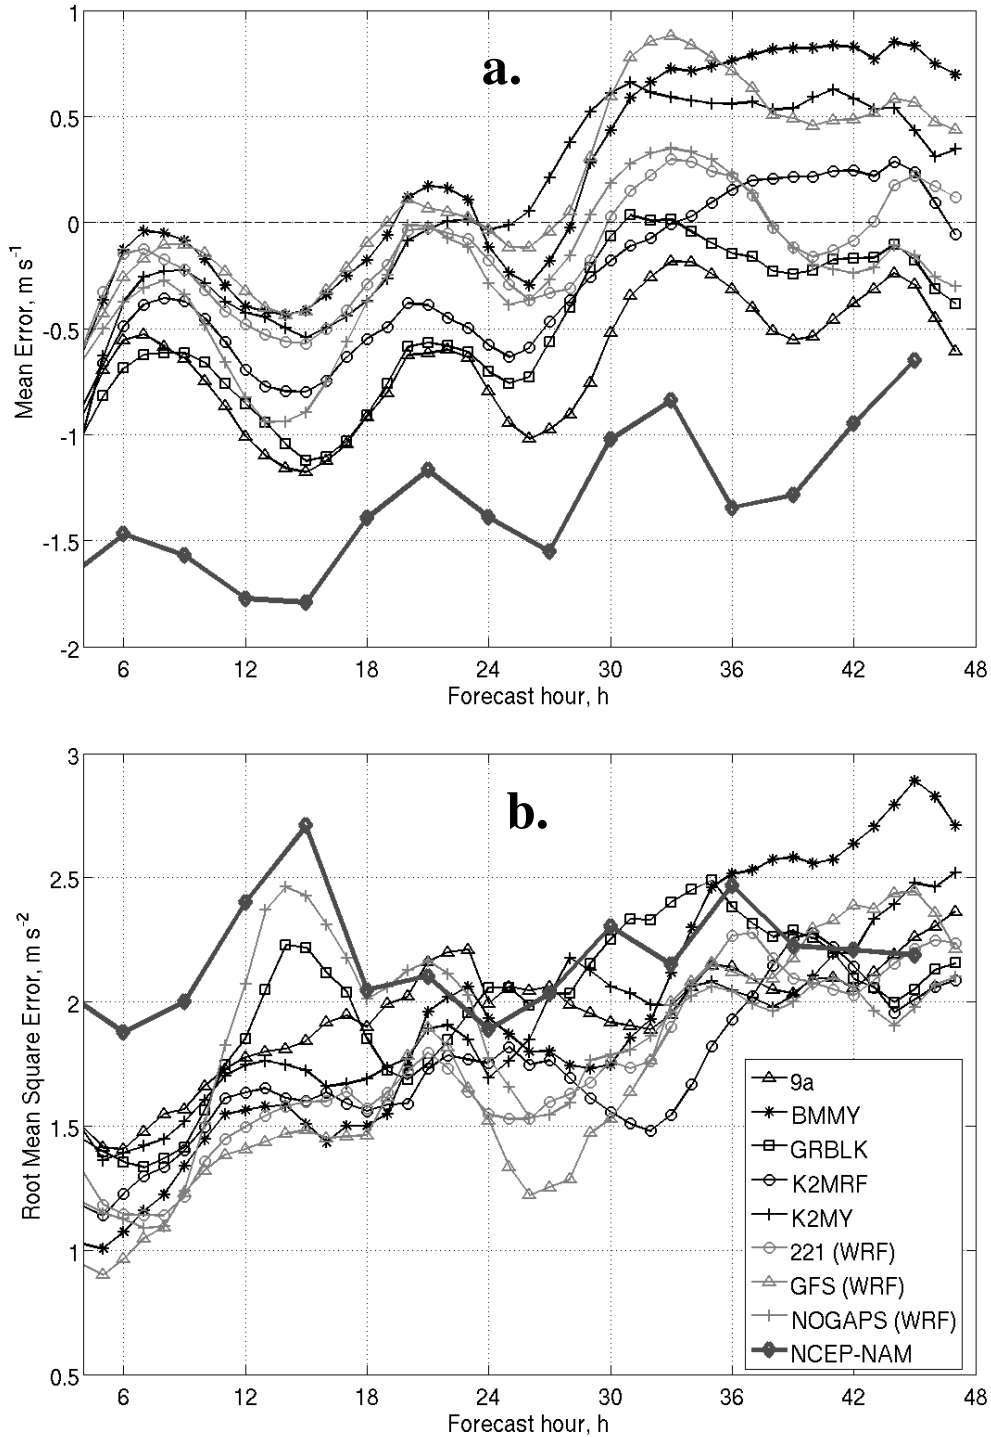 1
a.
0.5
0
-0.5
-1
-1.5
-2
Mean Error, m s-1
6 12 18 24 30 36 42 48
Forecast hour, h
3
b.
2.5
2
1.5
1
0.5
Root Mean Square Error, m s-2
9a
BMMY
GRBLK
K2MRF
K2MY
221 (WRF)
GFS (WRF)
NOGAPS (WRF)
NCEP-NAM
6 12 18 24 30 36 42 48
Forecast hour, h